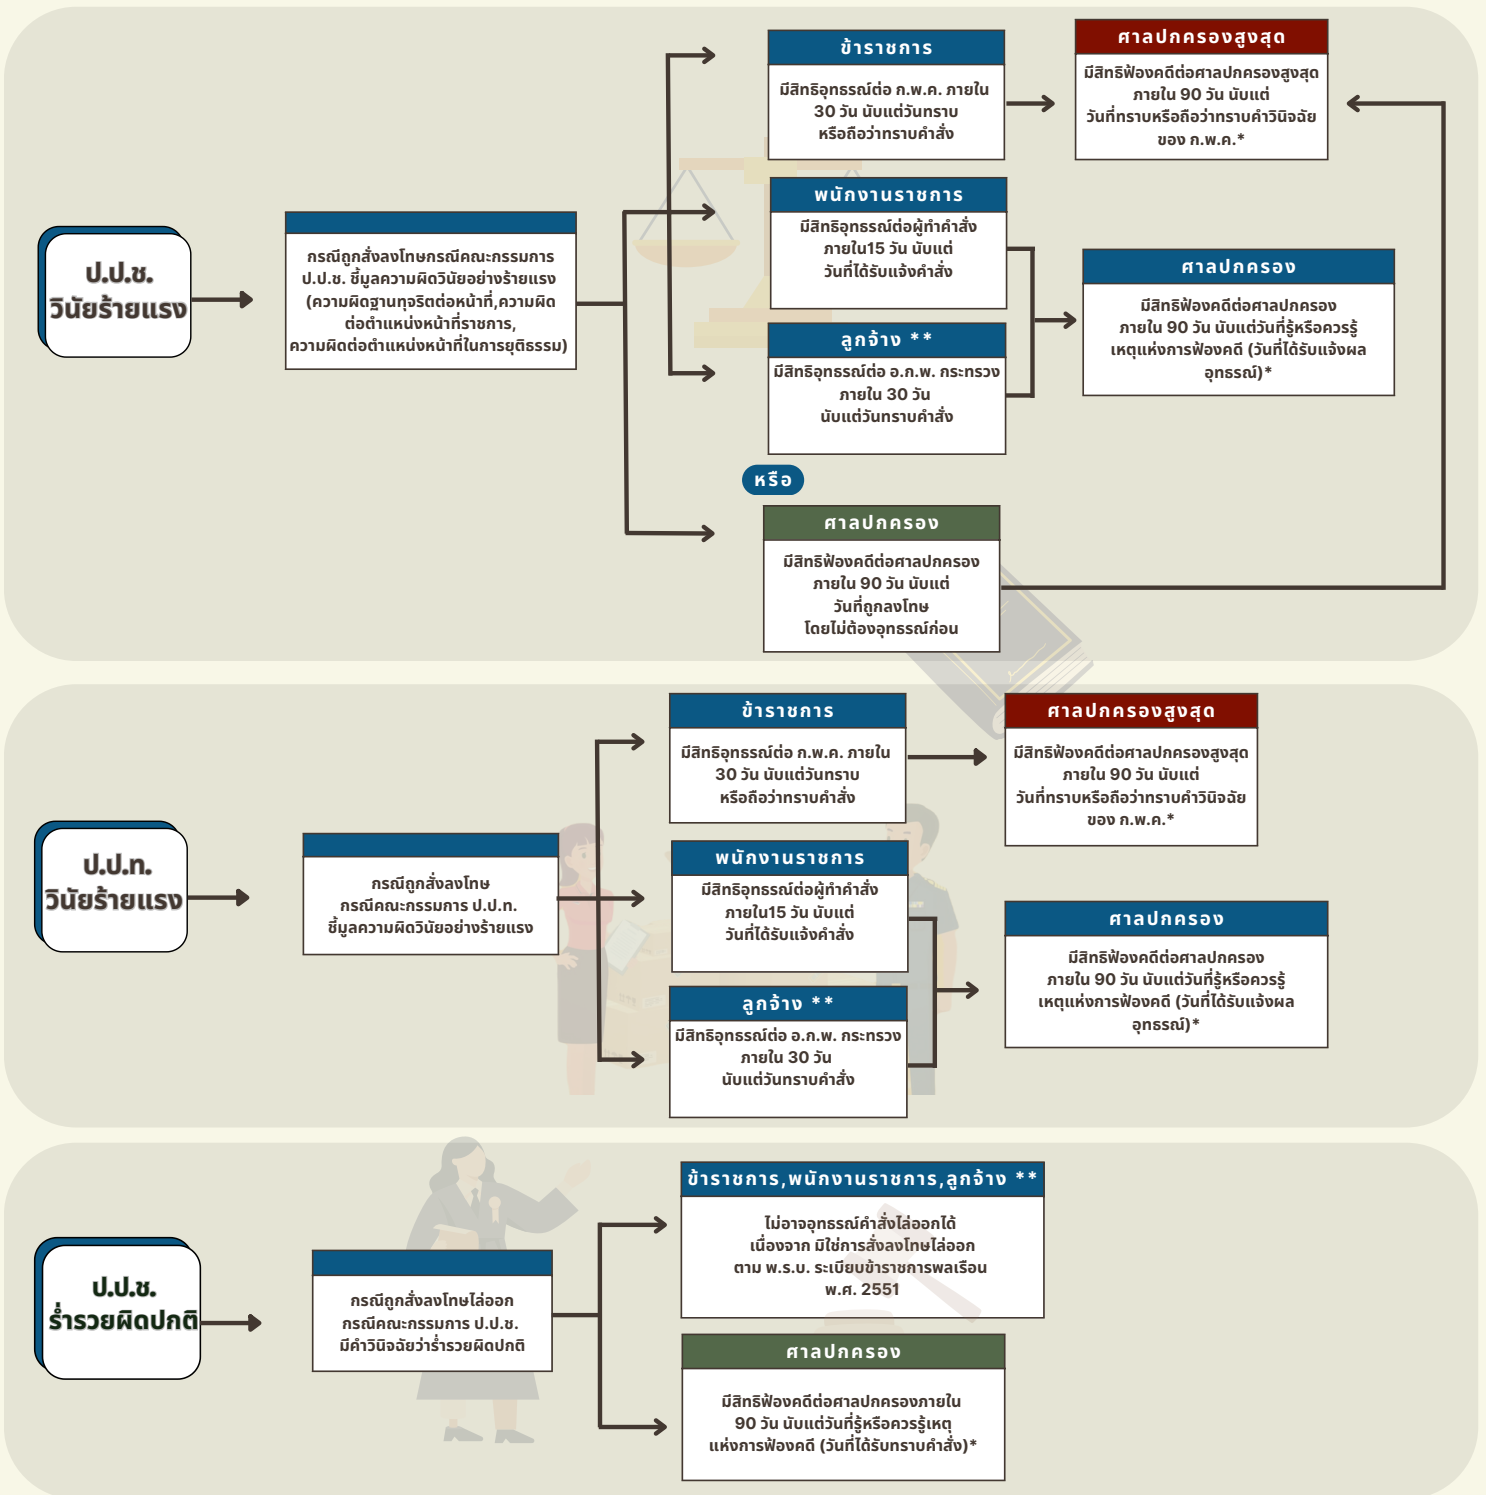 ป.ป.ช.
วินัยร้ายแรง
กรณีถูกสั่งลงโทษกรณีคณะกรรมการ
ป.ป.ช. ชี้มูลความผิดวินัยอย่างร้ายแรง
(ความผิดฐานทุจริตต่อหน้าที่,ความผิด
ต่อตำแหน่งหน้าที่ราชการ,
ความผิดต่อตำแหน่งหน้าที่ในการยุติธรรม)
ข้าราชการ
มีสิทธิอุทธรณ์ต่อ ก.พ.ค. ภายใน
30 วัน นับแต่วันทราบ
หรือถือว่าทราบคำสั่ง
ศาลปกครองสูงสุด
มีสิทธิฟ้องคดีต่อศาลปกครองสูงสุด
ภายใน 90 วัน นับแต่
วันที่ทราบหรือถือว่าทราบคำวินิจฉัย
ของ ก.พ.ค.*
พนักงานราชการ
มีสิทธิอุทธรณ์ต่อผู้ทำคำสั่ง
ภายใน15 วัน นับแต่
วันที่ได้รับแจ้งคำสั่ง
ลูกจ้าง **
มีสิทธิอุทธรณ์ต่อ อ.ก.พ. กระทรวง
ภายใน 30 วัน
นับแต่วันทราบคำสั่ง
ศาลปกครอง
มีสิทธิฟ้องคดีต่อศาลปกครอง
ภายใน 90 วัน นับแต่วันที่รู้หรือควรรู้
เหตุแห่งการฟ้องคดี (วันที่ได้รับแจ้งผล
อุทธรณ์)*
หรือ
ศาลปกครอง
มีสิทธิฟ้องคดีต่อศาลปกครอง
ภายใน 90 วัน นับแต่
วันที่ถูกลงโทษ
โดยไม่ต้องอุทธรณ์ก่อน
ป.ป.ท.
วินัยร้ายแรง
กรณีถูกสั่งลงโทษ
กรณีคณะกรรมการ ป.ป.ท.
ชี้มูลความผิดวินัยอย่างร้ายแรง
ข้าราชการ
มีสิทธิอุทธรณ์ต่อ ก.พ.ค. ภายใน
30 วัน นับแต่วันทราบ
หรือถือว่าทราบคำสั่ง
ศาลปกครองสูงสุด
มีสิทธิฟ้องคดีต่อศาลปกครองสูงสุด
ภายใน 90 วัน นับแต่
วันที่ทราบหรือถือว่าทราบคำวินิจฉัย
ของ ก.พ.ค.*
พนักงานราชการ
มีสิทธิอุทธรณ์ต่อผู้ทำคำสั่ง
ภายใน15 วัน นับแต่
วันที่ได้รับแจ้งคำสั่ง
ลูกจ้าง **
มีสิทธิอุทธรณ์ต่อ อ.ก.พ. กระทรวง
ภายใน 30 วัน
นับแต่วันทราบคำสั่ง
ศาลปกครอง
มีสิทธิฟ้องคดีต่อศาลปกครอง
ภายใน 90 วัน นับแต่วันที่รู้หรือควรรู้
เหตุแห่งการฟ้องคดี (วันที่ได้รับแจ้งผล
อุทธรณ์)*
ป.ป.ช.
ร่ำรวยผิดปกติ
กรณีถูกสั่งลงโทษไล่ออก
กรณีคณะกรรมการ ป.ป.ช.
มีคำวินิจฉัยว่าร่ำรวยผิดปกติ
ข้าราชการ,พนักงานราชการ,ลูกจ้าง **
ไม่อาจอุทธรณ์คำสั่งไล่ออกได้
เนื่องจาก มิใช่การสั่งลงโทษไล่ออก
ตาม พ.ร.บ. ระเบียบข้าราชการพลเรือน
พ.ศ. 2551
ศาลปกครอง
มีสิทธิฟ้องคดีต่อศาลปกครองภายใน
90 วัน นับแต่วันที่รู้หรือควรรู้เหตุ
แห่งการฟ้องคดี (วันที่ได้รับทราบคำสั่ง)*